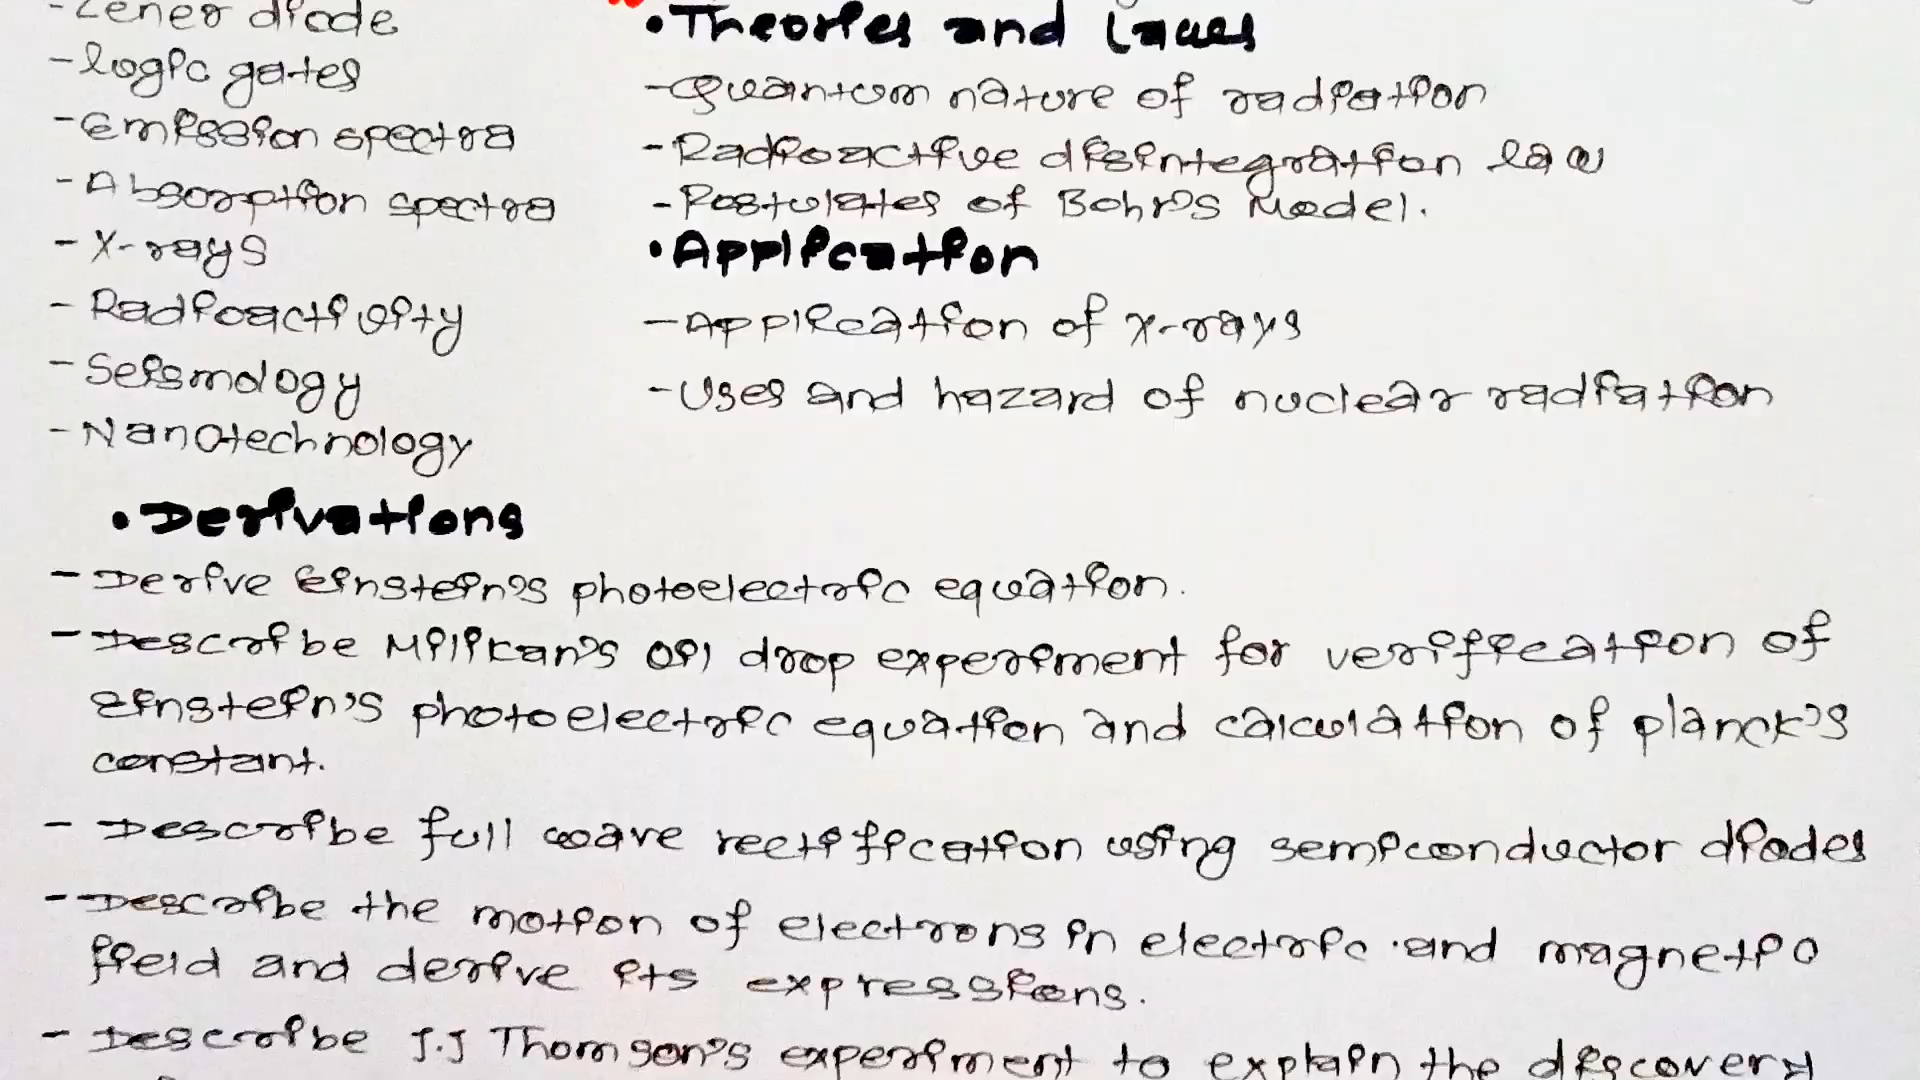 - Zener diode
- Logic gates
- Emission spectra
- Absorption spectra
- X-rays
- Radioactivity
- Seismology
- Nanotechnology
• Theories and Laws
- Quantum nature of radiation
- Radioactive disintegration law
- Postulates of Bohr's Model.
• Application
- Application of X-rays
- Uses and hazard of nuclear radiation
• Derivations
- Derive Einstein's photoelectric equation.
- Describe Milikan's oil drop experiment for verification of
Einstein's photoelectric equation and calculation of planck's
constant.
- Describe full wave rectification using semiconductor diodes
- Describe the motion of electrons in electric and magnetic
field and derive its expressions.
- Describe J.J Thomson's experiment to explain the discovery